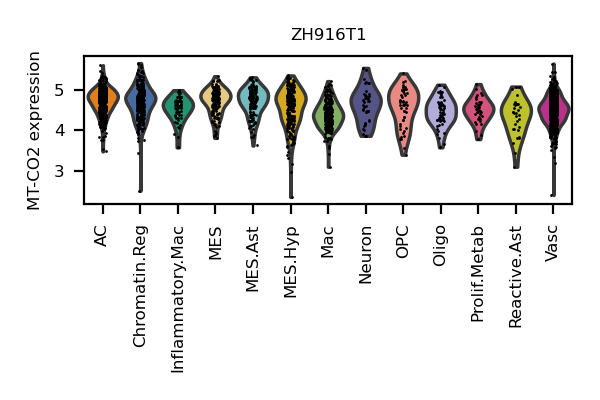 ZH916T1
MT-CO2 expression
5
4
3
AC
Chromatin.Reg
Inflammatory.Mac
MES
MES.Ast
MES.Hyp
Mac
Neuron
OPC
Oligo
Prolif.Metab
Reactive.Ast
Vasc